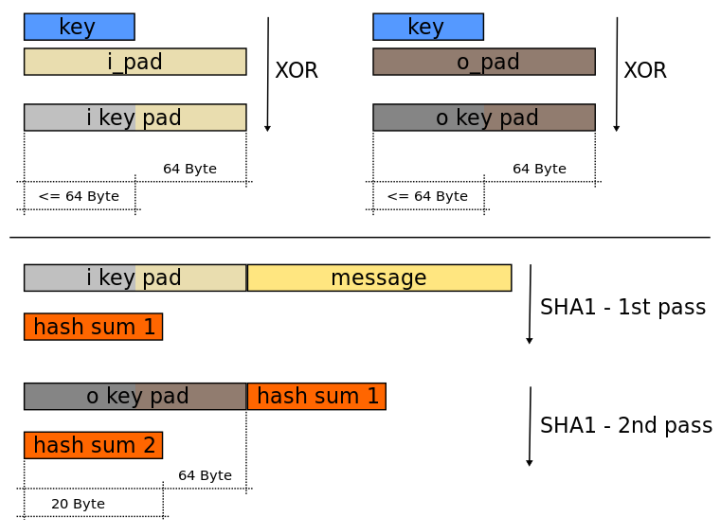 key
i_pad
XOR
i key pad
64 Byte
<= 64 Byte
key
o_pad
XOR
o key pad
64 Byte
<= 64 Byte
i key pad
message
SHA1 - 1st pass
hash sum 1
o key pad
hash sum 1
SHA1 - 2nd pass
hash sum 2
64 Byte
20 Byte